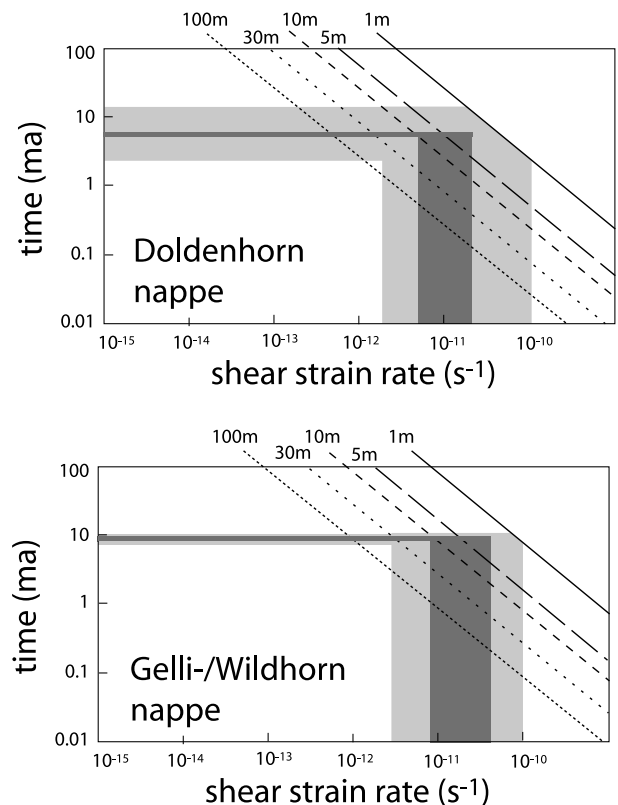 100m
30m
10m
5m
1m
time (ma)
100
10
1
0.1
0.01
Doldenhorn
nappe
10-15
10-14
10-13
10-12
10-11
10-10
shear strain rate (s-1)
100m
30m
10m
5m
1m
time (ma)
100
10
1
0.1
0.01
Gelli-/Wildhorn
nappe
10-15
10-14
10-13
10-12
10-11
10-10
shear strain rate (s-1)